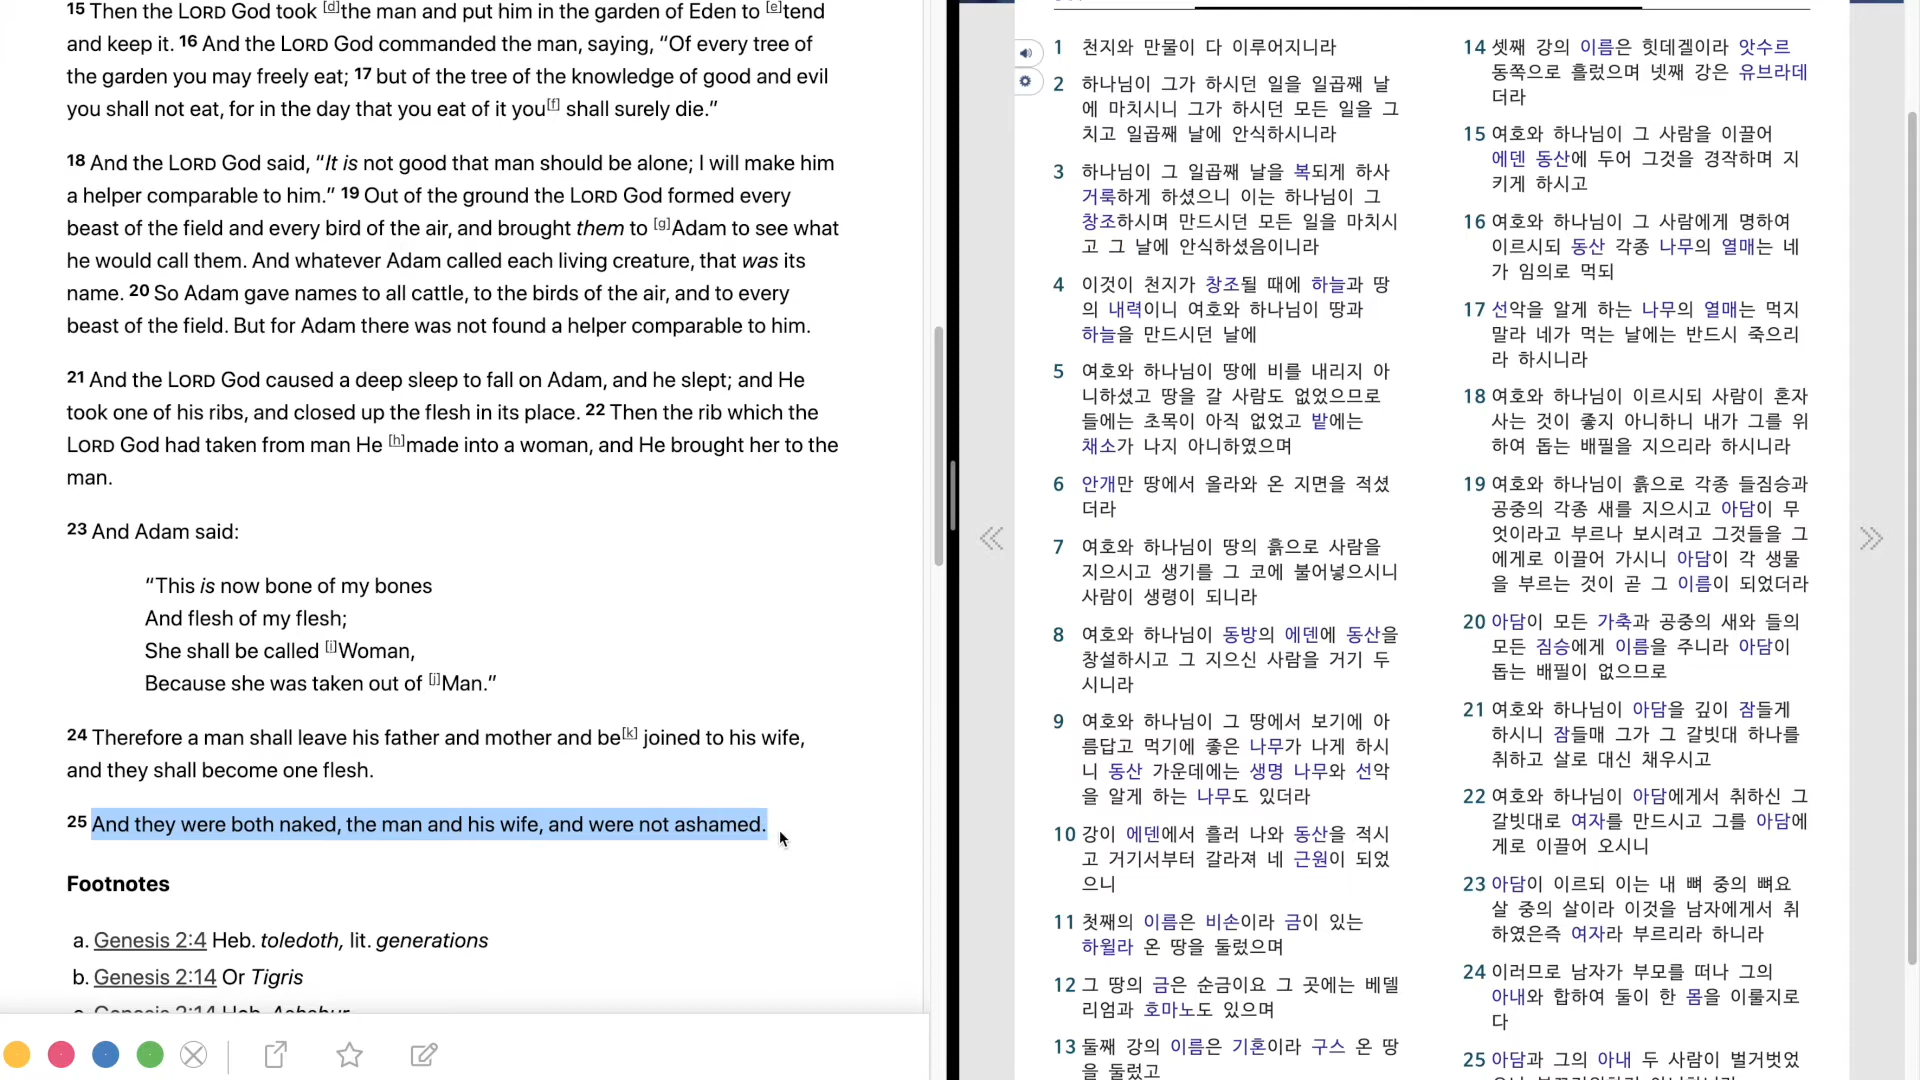 15 Then the LORD God took [d]the man and put him in the garden of Eden to [e]tend
and keep it. 16 And the LORD God commanded the man, saying, “Of every tree of
the garden you may freely eat; 17 but of the tree of the knowledge of good and evil
you shall not eat, for in the day that you eat of it you[f] shall surely die.”
18 And the LORD God said, “It is not good that man should be alone; I will make him
a helper comparable to him.” 19 Out of the ground the LORD God formed every
beast of the field and every bird of the air, and brought them to [g]Adam to see what
he would call them. And whatever Adam called each living creature, that was its
name. 20 So Adam gave names to all cattle, to the birds of the air, and to every
beast of the field. But for Adam there was not found a helper comparable to him.
21 And the LORD God caused a deep sleep to fall on Adam, and he slept; and He
took one of his ribs, and closed up the flesh in its place. 22 Then the rib which the
LORD God had taken from man He [h]made into a woman, and He brought her to the
man.
23 And Adam said:
“This is now bone of my bones
And flesh of my flesh;
She shall be called [i]Woman,
Because she was taken out of [j]Man.”
24 Therefore a man shall leave his father and mother and be[k] joined to his wife,
and they shall become one flesh.
25 And they were both naked, the man and his wife, and were not ashamed.
Footnotes
a. Genesis 2:4 Heb. toledoth, lit. generations
b. Genesis 2:14 Or Tigris
1 천지와 만물이 다 이루어지니라
2 하나님이 그가 하시던 일을 일곱째 날
에 마치시니 그가 하시던 모든 일을 그
치고 일곱째 날에 안식하시니라
3 하나님이 그 일곱째 날을 복되게 하사
거룩하게 하셨으니 이는 하나님이 그
창조하시며 만드시던 모든 일을 마치시
고 그 날에 안식하셨음이니라
4 이것이 천지가 창조될 때에 하늘과 땅
의 내력이니 여호와 하나님이 땅과
하늘을 만드시던 날에
5 여호와 하나님이 땅에 비를 내리지 아
니하셨고 땅을 갈 사람도 없었으므로
들에는 초목이 아직 없었고 밭에는
채소가 나지 아니하였으며
6 안개만 땅에서 올라와 온 지면을 적셨
더라
7 여호와 하나님이 땅의 흙으로 사람을
지으시고 생기를 그 코에 불어넣으시니
사람이 생령이 되니라
8 여호와 하나님이 동방의 에덴에 동산을
창설하시고 그 지으신 사람을 거기 두
시니라
9 여호와 하나님이 그 땅에서 보기에 아
름답고 먹기에 좋은 나무가 나게 하시
니 동산 가운데에는 생명 나무와 선악
을 알게 하는 나무도 있더라
10 강이 에덴에서 흘러 나와 동산을 적시
고 거기서부터 갈라져 네 근원이 되었
으니
11 첫째의 이름은 비손이라 금이 있는
하윌라 온 땅을 둘렀으며
12 그 땅의 금은 순금이요 그 곳에는 베델
리엄과 호마노도 있으며
13 둘째 강의 이름은 기혼이라 구스 온 땅
을 둘렀고
14 셋째 강의 이름은 힛데겔이라 앗수르
동쪽으로 흘렀으며 넷째 강은 유브라데
더라
15 여호와 하나님이 그 사람을 이끌어
에덴 동산에 두어 그것을 경작하며 지
키게 하시고
16 여호와 하나님이 그 사람에게 명하여
이르시되 동산 각종 나무의 열매는 네
가 임의로 먹되
17 선악을 알게 하는 나무의 열매는 먹지
말라 네가 먹는 날에는 반드시 죽으리
라 하시니라
18 여호와 하나님이 이르시되 사람이 혼자
사는 것이 좋지 아니하니 내가 그를 위
하여 돕는 배필을 지으리라 하시니라
19 여호와 하나님이 흙으로 각종 들짐승과
공중의 각종 새를 지으시고 아담이 무
엇이라고 부르나 보시려고 그것들을 그
에게로 이끌어 가시니 아담이 각 생물
을 부르는 것이 곧 그 이름이 되었더라
20 아담이 모든 가축과 공중의 새와 들의
모든 짐승에게 이름을 주니라 아담이
돕는 배필이 없으므로
21 여호와 하나님이 아담을 깊이 잠들게
하시니 잠들매 그가 그 갈빗대 하나를
취하고 살로 대신 채우시고
22 여호와 하나님이 아담에게서 취하신 그
갈빗대로 여자를 만드시고 그를 아담에
게로 이끌어 오시니
23 아담이 이르되 이는 내 뼈 중의 뼈요
살 중의 살이라 이것을 남자에게서 취
하였은즉 여자라 부르리라 하니라
24 이러므로 남자가 부모를 떠나 그의
아내와 합하여 둘이 한 몸을 이룰지로
다
25 아담과 그의 아내 두 사람이 벌거벗었